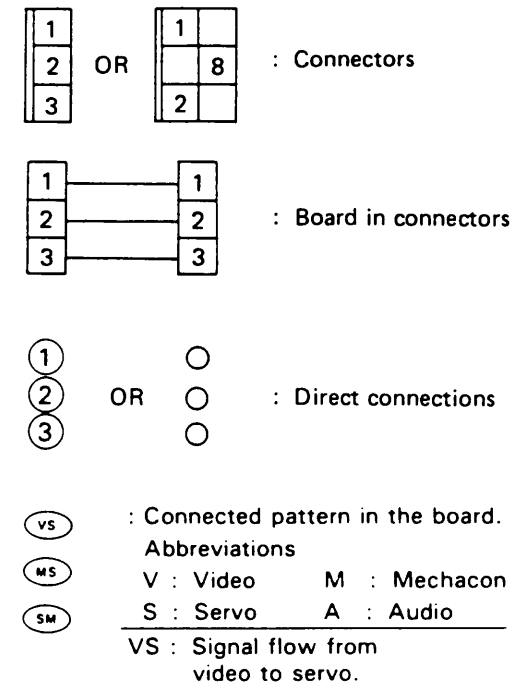 1 1
2 OR 8 : Connectors
3 2
1 1
2 2 : Board in connectors
3 3
1
2 OR : Direct connections
3
VS : Connected pattern in the board.
Abbreviations
MS V : Video M : Mechacon
SM S : Servo A : Audio
VS : Signal flow from
video to servo.